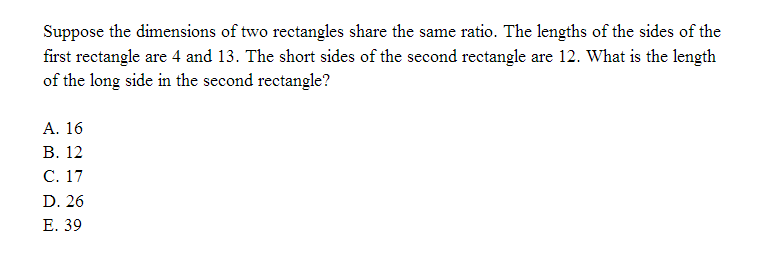 Suppose the dimensions of two rectangles share the same ratio. The lengths of the sides of the
first rectangle are 4 and 13. The short sides of the second rectangle are 12. What is the length
of the long side in the second rectangle?
A. 16
B. 12
C. 17
D. 26
E. 39